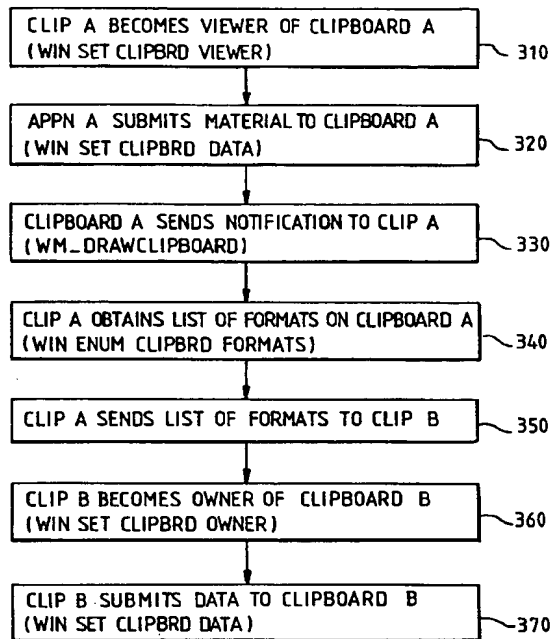 CLIP A BECOMES VIEWER OF CLIPBOARD A
(WIN SET CLIPBRD VIEWER)
310
APPN A SUBMITS MATERIAL TO CLIPBOARD A
(WIN SET CLIPBRD DATA)
320
CLIPBOARD A SENDS NOTIFICATION TO CLIP A
(WM_DRAWCLIPBOARD)
330
CLIP A OBTAINS LIST OF FORMATS ON CLIPBOARD A
(WIN ENUM CLIPBRD FORMATS)
340
CLIP A SENDS LIST OF FORMATS TO CLIP B
350
CLIP B BECOMES OWNER OF CLIPBOARD B
(WIN SET CLIPBRD OWNER)
360
CLIP B SUBMITS DATA TO CLIPBOARD B
(WIN SET CLIPBRD DATA)
370